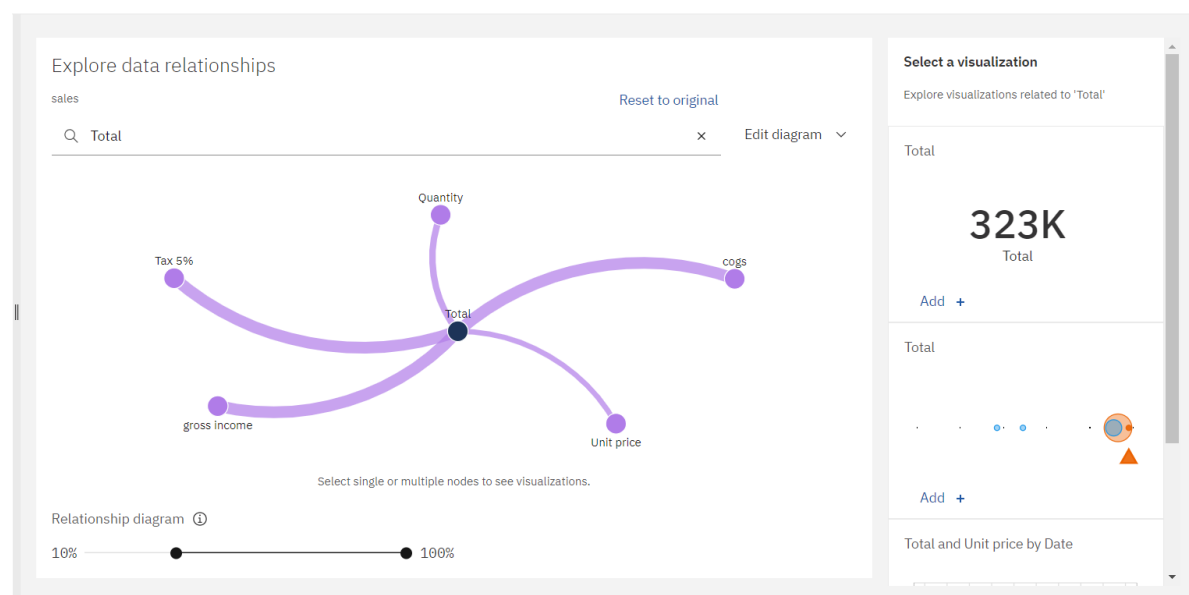 Explore data relationships
sales
Reset to original
Total
Edit diagram
Quantity
Tax 5%
cogs
Total
gross income
Unit price
Select single or multiple nodes to see visualizations.
Relationship diagram
10%
100%
Select a visualization
Explore visualizations related to 'Total'
Total
323K
Total
Add +
Total
Add +
Total and Unit price by Date